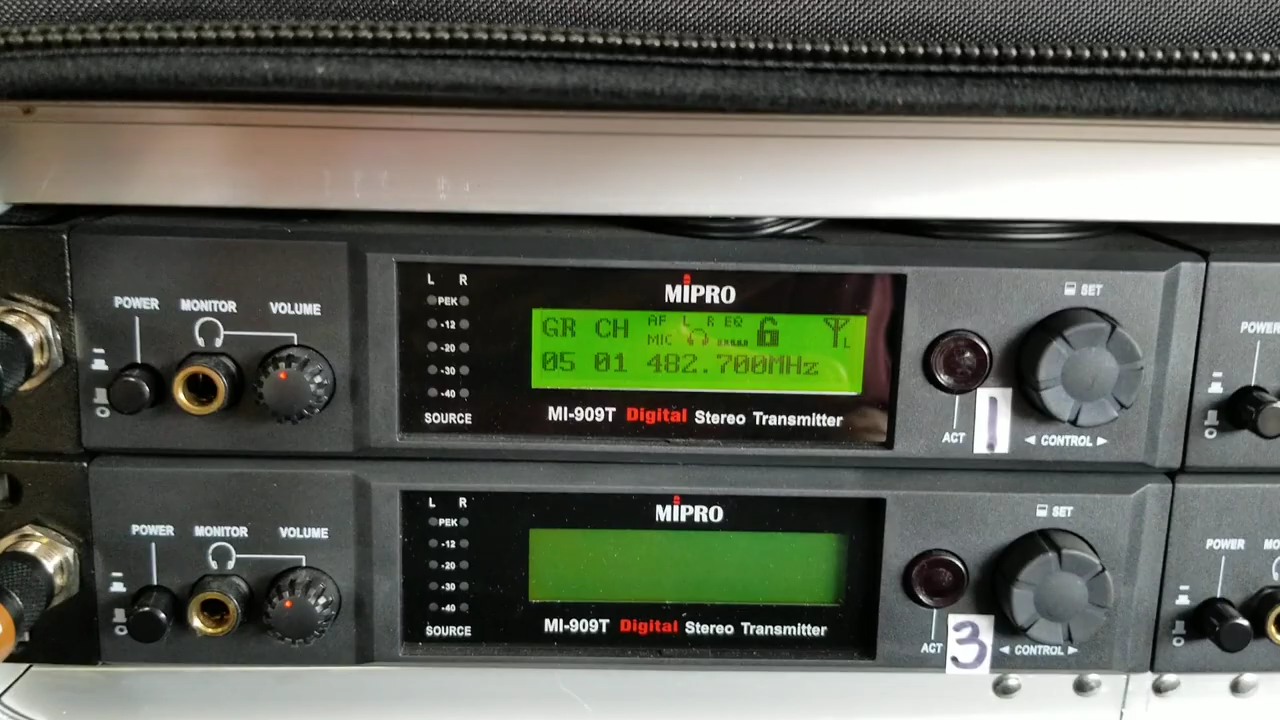 POWER MONITOR VOLUME
L R
PEK
-12
-20
-30
-40
SOURCE
MIPRO
GR CH AF L R EQ
MIC L
05 01 482.700MHz
MI-909T Digital Stereo Transmitter
SET
ACT 1 CONTROL
POWER
POWER MONITOR VOLUME
L R
PEK
-12
-20
-30
-40
SOURCE
MIPRO
MI-909T Digital Stereo Transmitter
SET
ACT 3 CONTROL
POWER MO